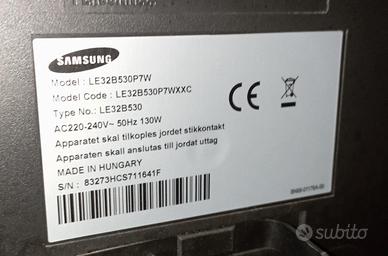 SAMSUNG
Model : LE32B530P7W
Model Code : LE32B530P7WXXC
Type No.: LE32B530
AC220-240V~ 50Hz 130W
Apparatet skal tilkoples jordet stikkontakt
Apparaten skall anslutas till jordat uttag
MADE IN HUNGARY
S/N : 83273HCS711641F
CE
subito